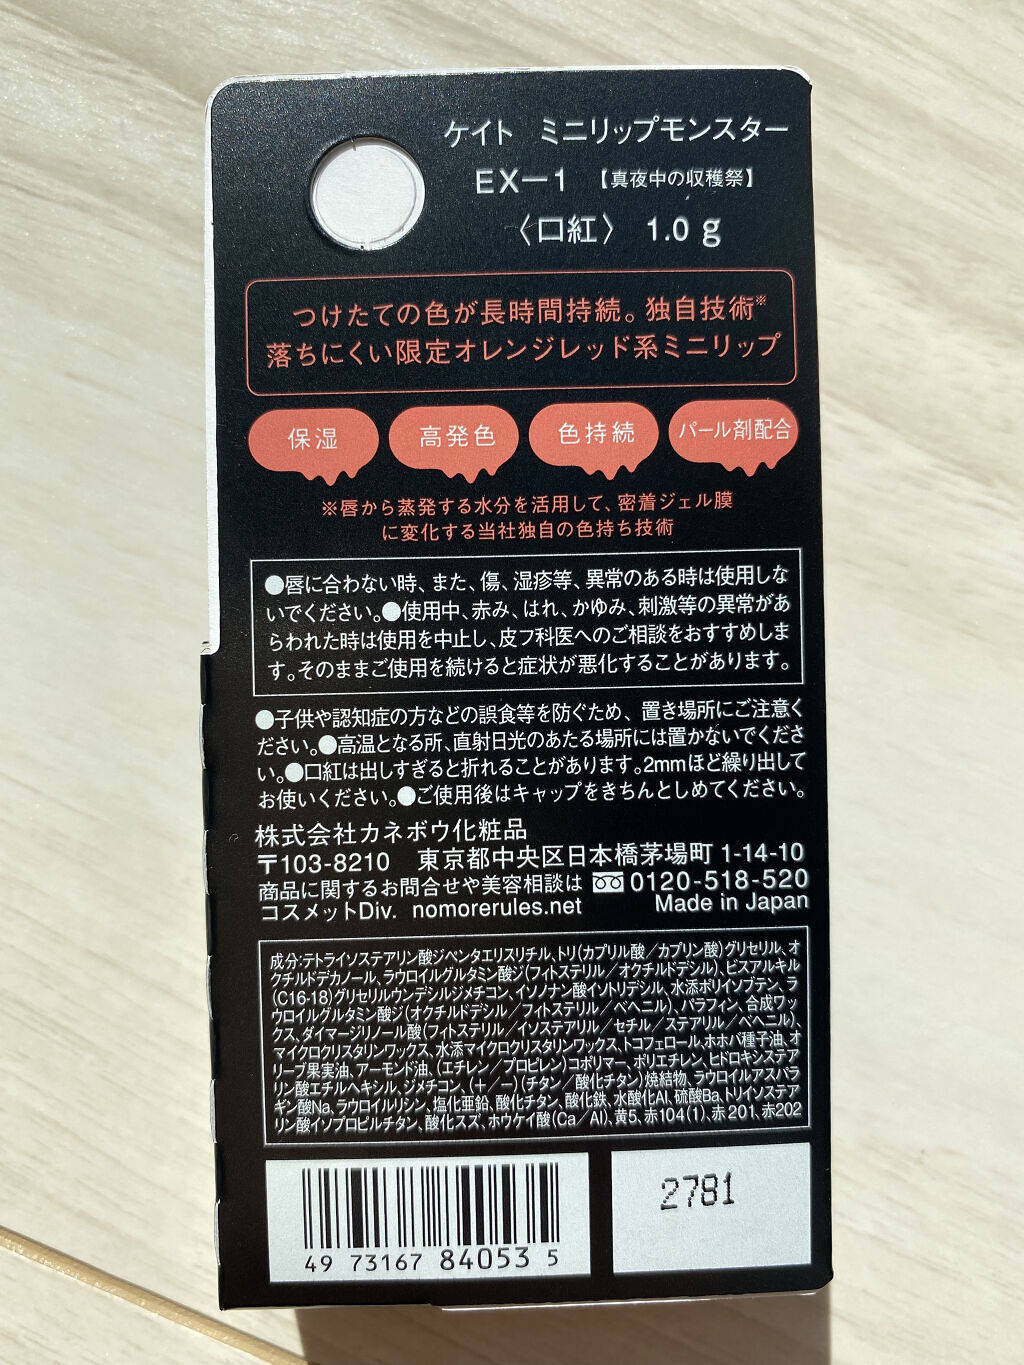 ケイト ミニリップモンスター
EX－1 【真夜中の収穫祭】
〈口紅〉 1.0 g
つけたての色が長時間持続。独自技術※
落ちにくい限定オレンジレッド系ミニリップ
保湿 高発色 色持続 パール剤配合
※唇から蒸発する水分を活用して、密着ジェル膜
に変化する当社独自の色持ち技術
●唇に合わない時、また、傷、湿疹等、異常のある時は使用しな
いでください。●使用中、赤み、はれ、かゆみ、刺激等の異常があ
らわれた時は使用を中止し、皮フ科医へのご相談をおすすめしま
す。そのままご使用を続けると症状が悪化することがあります。
●子供や認知症の方などの誤食等を防ぐため、置き場所にご注意く
ださい。●高温となる所、直射日光のあたる場所には置かないでくださ
い。●口紅は出しすぎると折れることがあります。2mmほど繰り出して
お使いください。●ご使用後はキャップをきちんとしめてください。
株式会社カネボウ化粧品
〒103-8210 東京都中央区日本橋茅場町 1-14-10
商品に関するお問合せや美容相談は 0120-518-520
コスメットDiv. nomorerules.net Made in Japan
成分:テトライソステアリン酸ジペンタエリスリチル、トリ(カプリル酸／カプリン酸)グリセリル、オ
クチルドデカノール、ラウロイルグルタミン酸ジ(フィトステリル／オクチルドデシル)、ビスアルキル
(C16-18)グリセリルウンデシルジメチコン、イソノナン酸イソトリデシル、水添ポリイソブテン、ラ
ウロイルグルタミン酸ジ(オクチルドデシル／フィトステリル／ベヘニル)、パラフィン、合成ワッ
クス、ダイマージリノール酸(フィトステリル／イソステアリル／セチル／ステアリル／ベヘニル)、
マイクロクリスタリンワックス、水添マイクロクリスタリンワックス、トコフェロール、ホホバ種子油、オ
リーブ果実油、アーモンド油、(エチレン／プロピレン)コポリマー、ポリエチレン、ヒドロキシステア
リン酸エチルヘキシル、ジメチコン、(＋／－)(チタン／酸化チタン)焼結物、ラウロイルアスパラ
ギン酸Na、ラウロイルリシン、塩化亜鉛、酸化チタン、酸化鉄、水酸化Al、硫酸Ba、トリイソステア
リン酸イソプロピルチタン、酸化スズ、ホウケイ酸(Ca／Al)、黄5、赤104(1)、赤201、赤202
2781
49 73167 84053 5